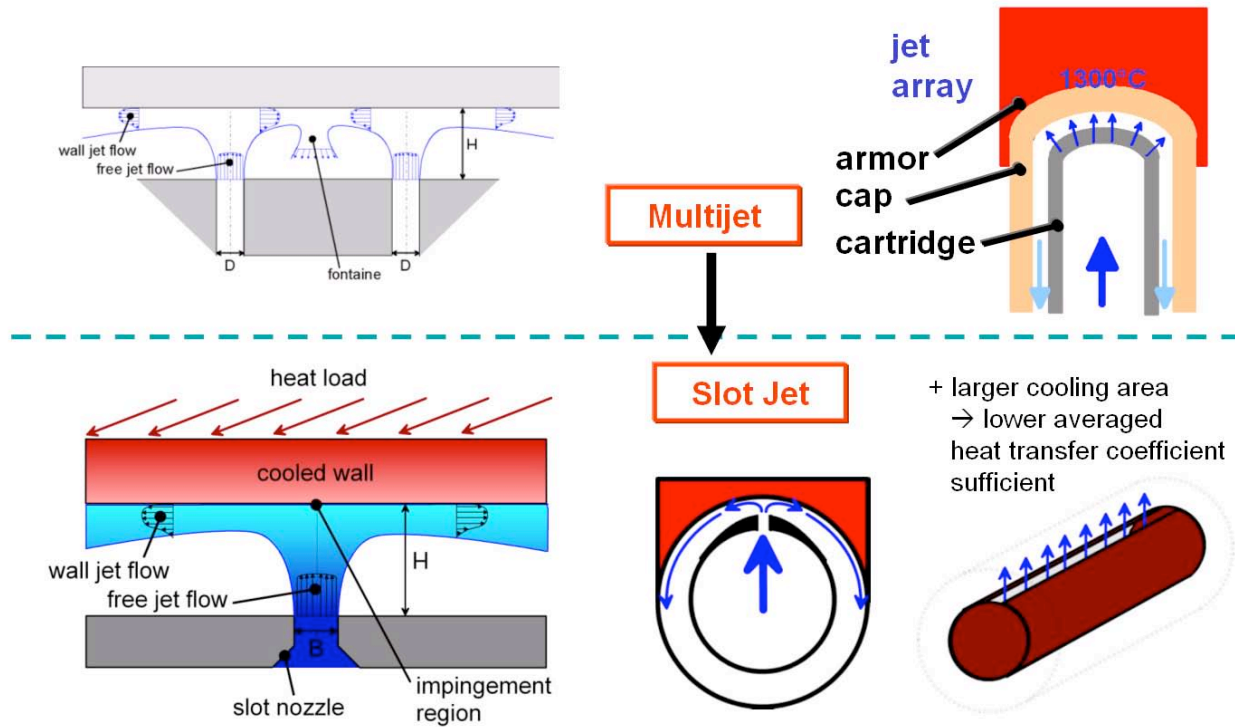 wall jet flow
free jet flow
H
D
D
fontaine
Multijet
jet
array
1300°C
armor
cap
cartridge
heat load
cooled wall
wall jet flow
free jet flow
H
B
slot nozzle
impingement
region
Slot Jet
+ larger cooling area
→ lower averaged
heat transfer coefficient
sufficient